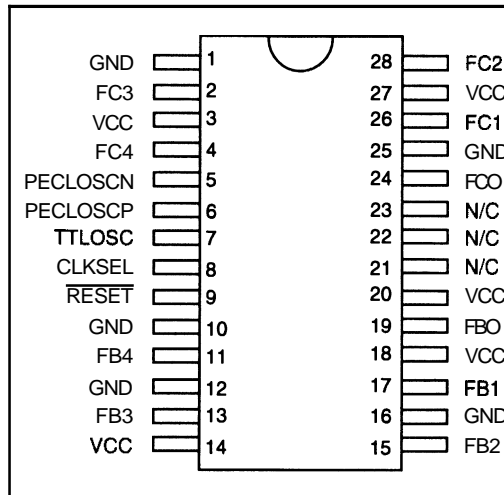 GND 1 28 FC2
FC3 2 27 VCC
VCC 3 26 FC1
FC4 4 25 GND
PECLOSCN 5 24 FCO
PECLOSCP 6 23 N/C
TTLOSC 7 22 N/C
CLKSEL 8 21 N/C
RESET 9 20 VCC
GND 10 19 FBO
FB4 11 18 VCC
GND 12 17 FB1
FB3 13 16 GND
VCC 14 15 FB2